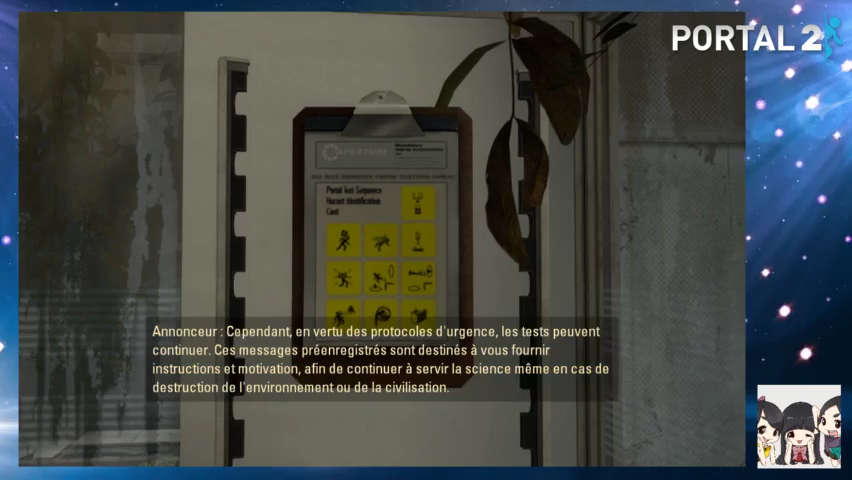 PORTAL 2
APERTURE
Portal Test Sequence
Hazard Identification
Card
Annonceur : Cependant, en vertu des protocoles d'urgence, les tests peuvent
continuer. Ces messages préenregistrés sont destinés à vous fournir
instructions et motivation, afin de continuer à servir la science même en cas de
destruction de l'environnement ou de la civilisation.